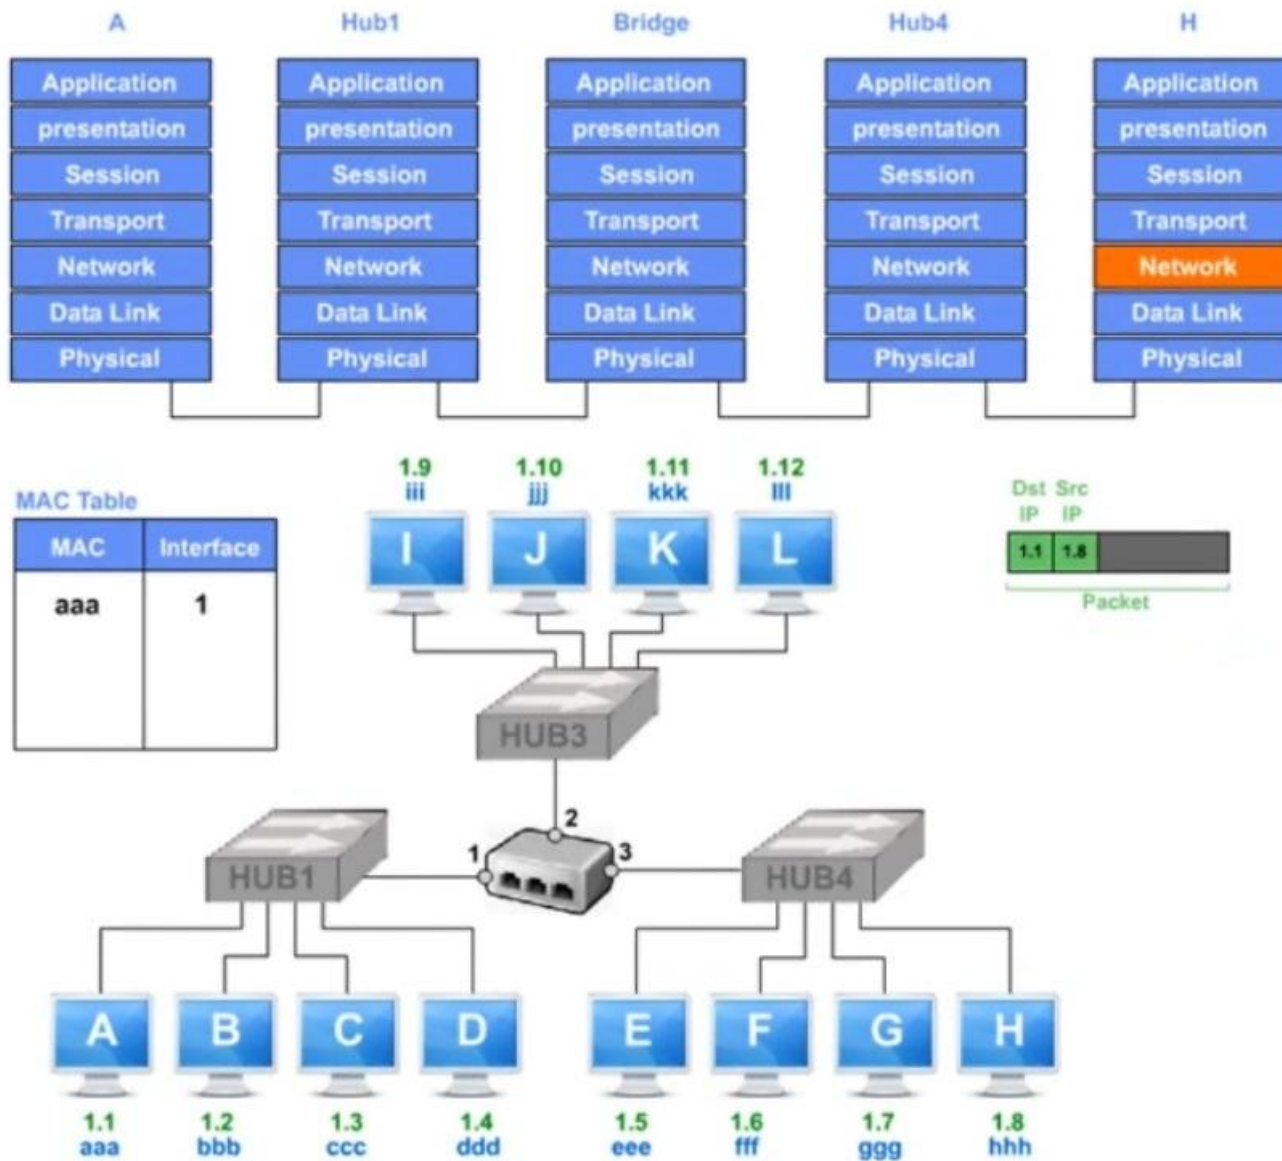 A Hub1 Bridge Hub4 H
Application Application Application Application Application
presentation presentation presentation presentation presentation
Session Session Session Session Session
Transport Transport Transport Transport Transport
Network Network Network Network Network
Data Link Data Link Data Link Data Link Data Link
Physical Physical Physical Physical Physical
1.9 1.10 1.11 1.12
iii jjj kkk lll
I J K L
MAC Table
MAC Interface
aaa 1
Dst Src
IP IP
1.1 1.8
Packet
HUB3
2
1 3
HUB1 HUB4
A B C D E F G H
1.1 1.2 1.3 1.4 1.5 1.6 1.7 1.8
aaa bbb ccc ddd eee fff ggg hhh